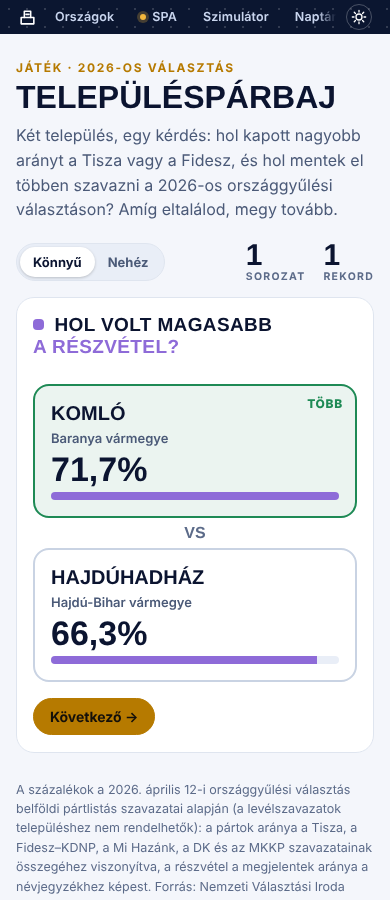 Országok SPA Szimulátor
JÁTÉK · 2026-OS VÁLASZTÁS
TELEPÜLÉSPÁRBAJ
Két település, egy kérdés: hol kapott nagyobb
arányt a Tisza vagy a Fidesz, és hol mentek el
többen szavazni a 2026-os országgyűlési
választáson? Amíg eltalálod, megy tovább.
Könnyű Nehéz
1 SOROZAT
1 REKORD
HOL VOLT MAGASABB
A RÉSZVÉTEL?
TÖBB
KOMLÓ
Baranya vármegye
71,7%
VS
HAJDÚHADHÁZ
Hajdú-Bihar vármegye
66,3%
Következő →
A százalékok a 2026. április 12-i országgyűlési választás
belföldi pártlistás szavazatai alapján (a levélszavazatok
településhez nem rendelhetők): a pártok aránya a Tisza, a
Fidesz–KDNP, a Mi Hazánk, a DK és az MKKP szavazatainak
összegéhez viszonyítva, a részvétel a megjelentek aránya a
névjegyzékhez képest. Forrás: Nemzeti Választási Iroda